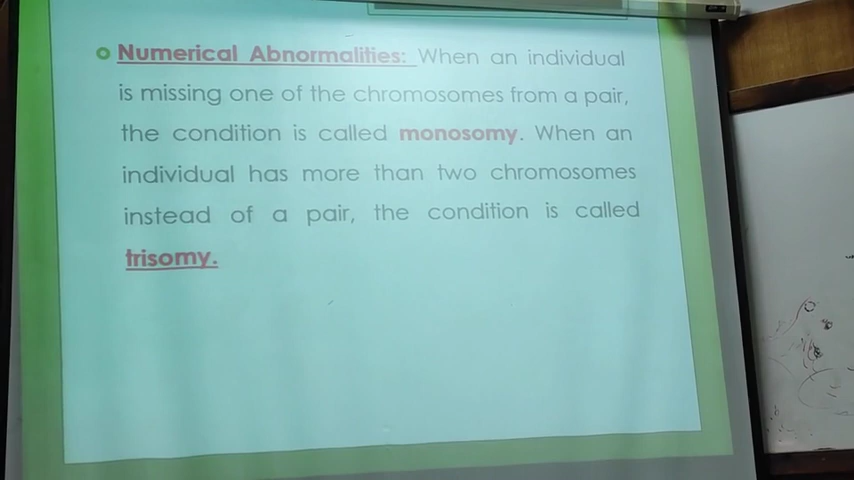 Numerical Abnormalities: When an individual
is missing one of the chromosomes from a pair,
the condition is called monosomy. When an
individual has more than two chromosomes
instead of a pair, the condition is called
trisomy.